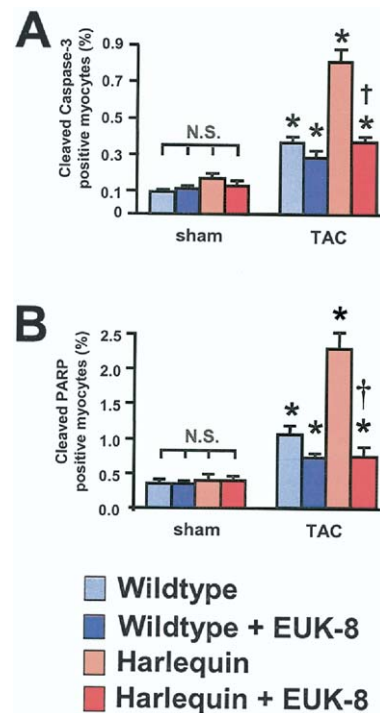 A
Cleaved Caspase-3
positive myocytes (%)
0.9
0.7
0.5
0.3
0.1
0
N.S.
*
*
*
†
*
sham
TAC
B
Cleaved PARP
positive myocytes (%)
2.5
2.0
1.5
1.0
0.5
0.0
N.S.
*
*
*
†
*
sham
TAC
Wildtype
Wildtype + EUK-8
Harlequin
Harlequin + EUK-8